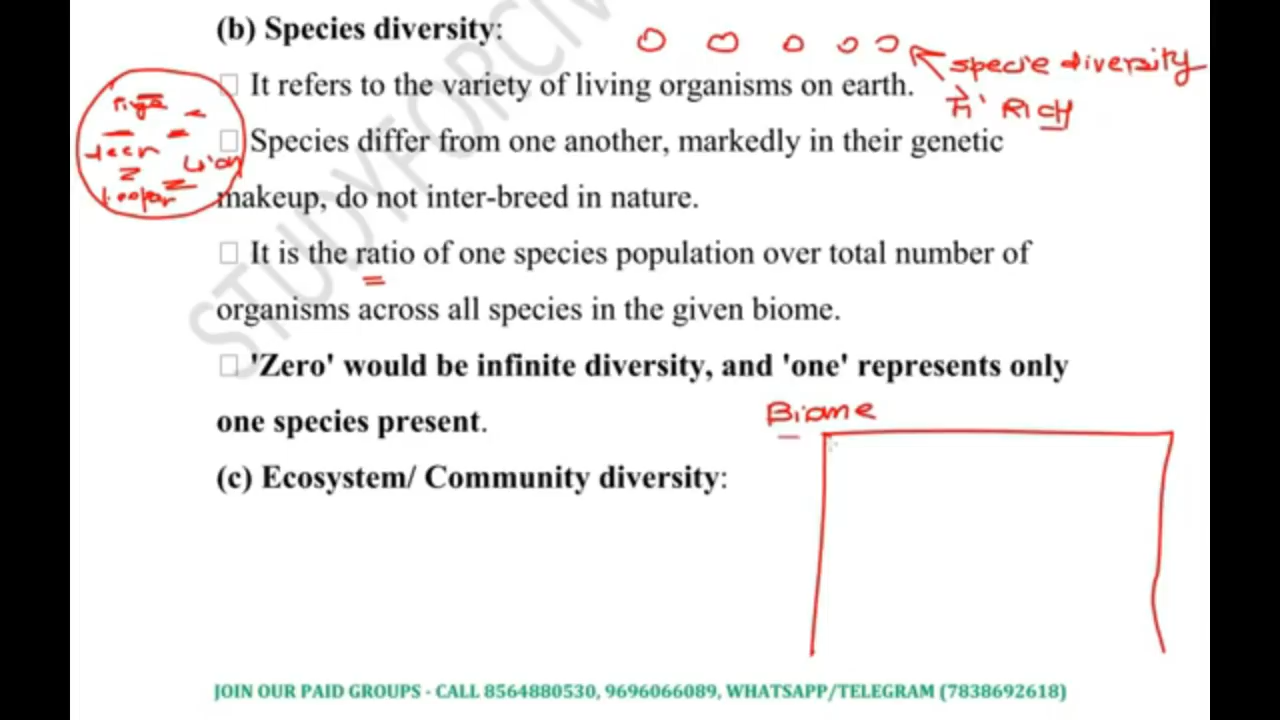 (b) Species diversity:
specie diversity
It refers to the variety of living organisms on earth.
RicH
Species differ from one another, markedly in their genetic
deer
Lion
makeup, do not inter-breed in nature.
It is the ratio of one species population over total number of
organisms across all species in the given biome.
'Zero' would be infinite diversity, and 'one' represents only
Biome
one species present.
(c) Ecosystem/ Community diversity:
STUDYFORCIV
JOIN OUR PAID GROUPS - CALL 8564880530, 9696066089, WHATSAPP/TELEGRAM (7838692618)